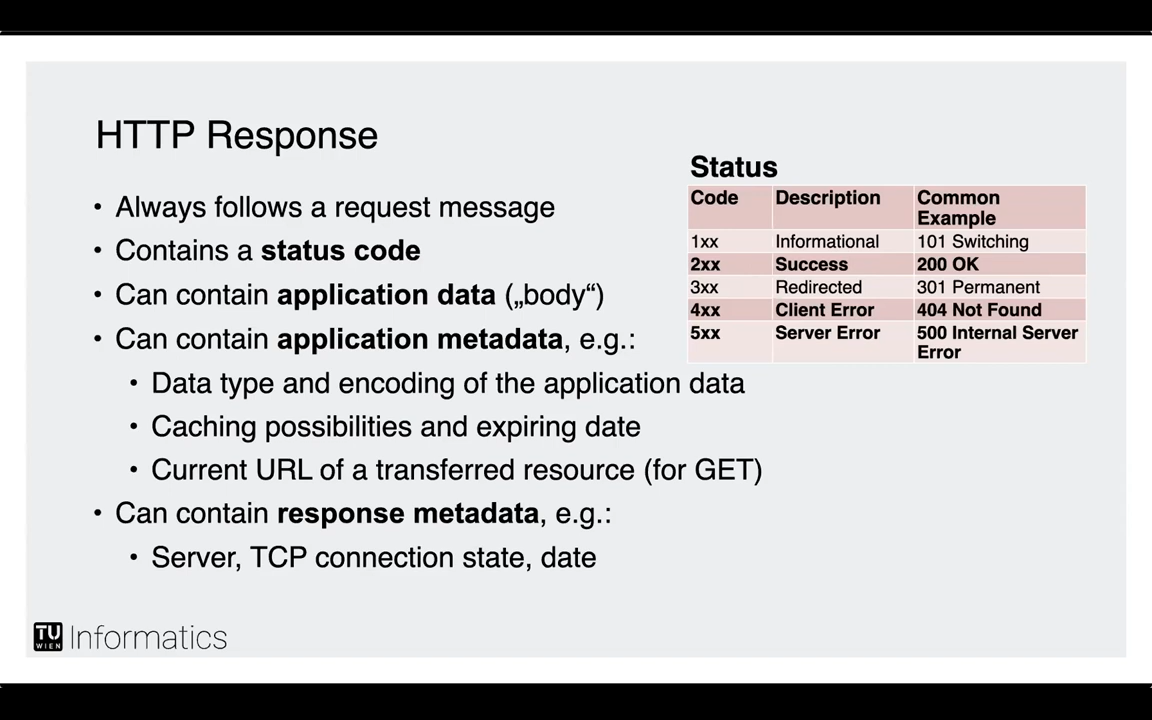 HTTP Response
• Always follows a request message
• Contains a status code
• Can contain application data („body“)
• Can contain application metadata, e.g.:
• Data type and encoding of the application data
• Caching possibilities and expiring date
• Current URL of a transferred resource (for GET)
• Can contain response metadata, e.g.:
• Server, TCP connection state, date
Status
Code Description Common
Example
1xx Informational 101 Switching
2xx Success 200 OK
3xx Redirected 301 Permanent
4xx Client Error 404 Not Found
5xx Server Error 500 Internal Server
Error
TU
WIEN
Informatics